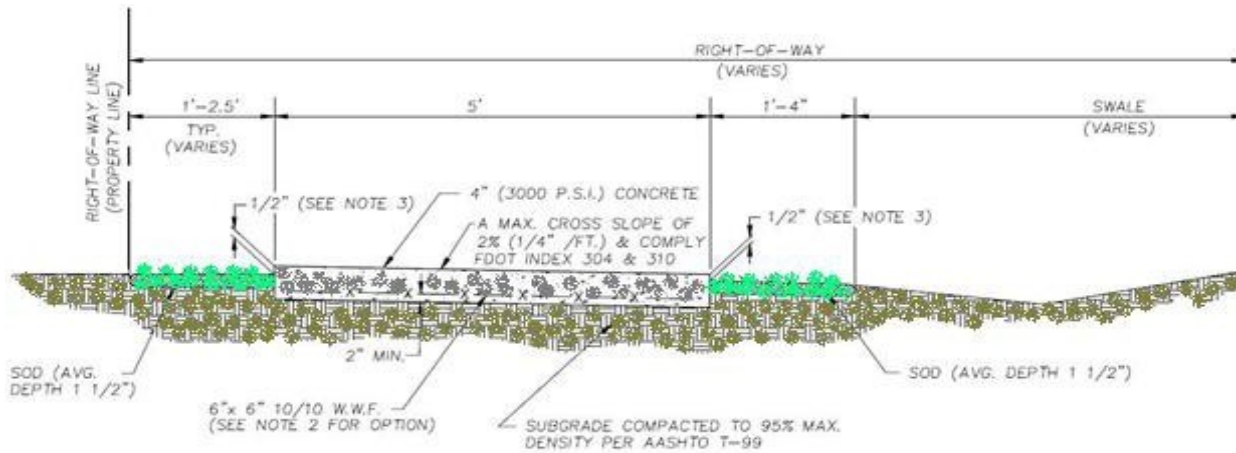 RIGHT-OF-WAY
(VARIES)
RIGHT-OF-WAY LINE
(PROPERTY LINE)
1'-2.5'
TYP.
(VARIES)
5'
1'-4"
SWALE
(VARIES)
1/2" (SEE NOTE 3)
4" (3000 P.S.I.) CONCRETE
A MAX. CROSS SLOPE OF
2% (1/4" /FT.) & COMPLY
FDOT INDEX 304 & 310
1/2" (SEE NOTE 3)
SOD (AVG.
DEPTH 1 1/2")
2" MIN.
6"x 6" 10/10 W.W.F.
(SEE NOTE 2 FOR OPTION)
SUBGRADE COMPACTED TO 95% MAX.
DENSITY PER AASHTO T-99
SOD (AVG. DEPTH 1 1/2")